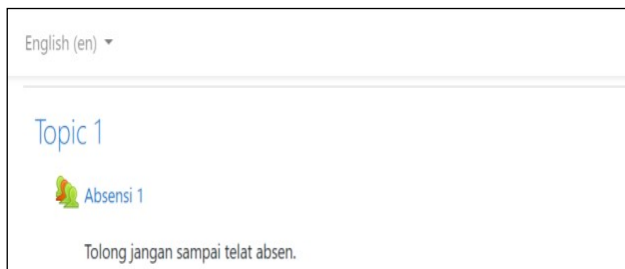 English (en)
Topic 1
Absensi 1
Tolong jangan sampai telat absen.